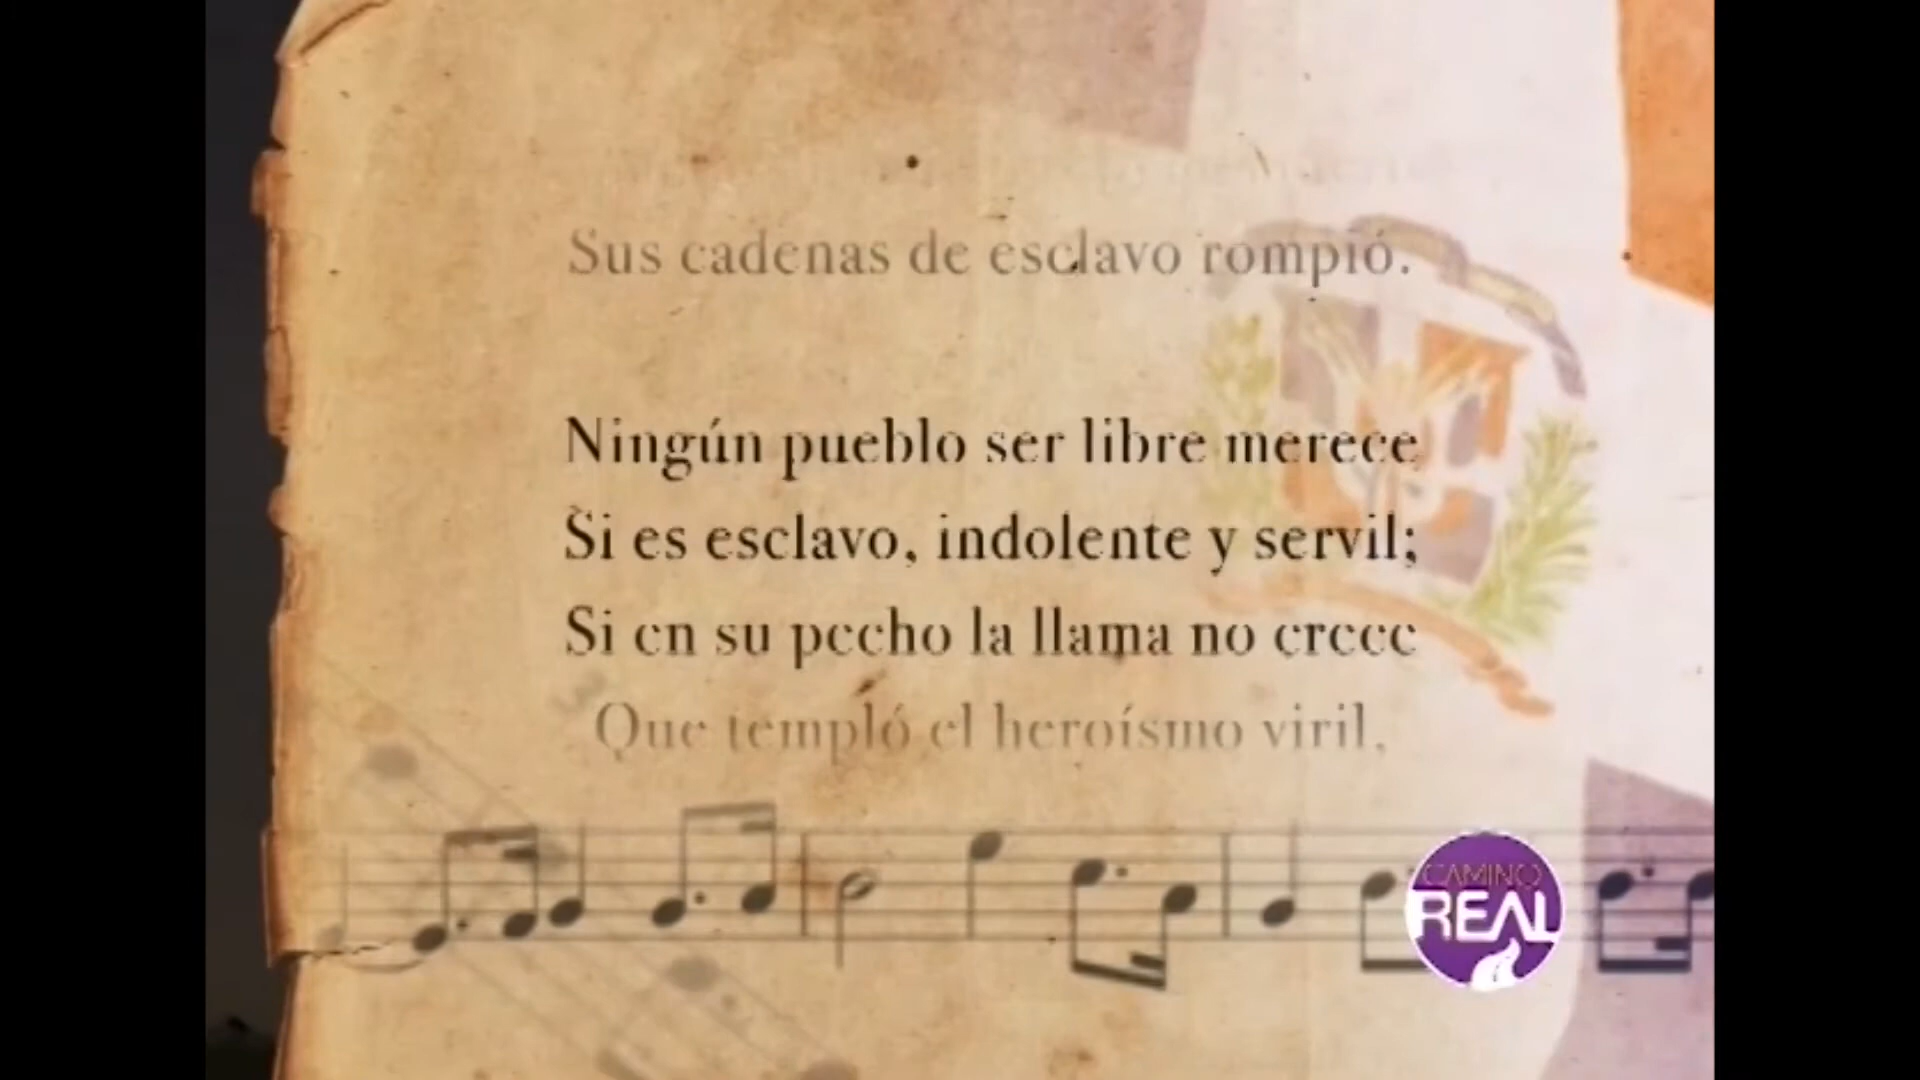 Sus cadenas de esclavo rompió.
Ningún pueblo ser libre merece
Si es esclavo, indolente y servil;
Si en su pecho la llama no crece
Que templó el heroísmo viril,
CAMINO
REAL